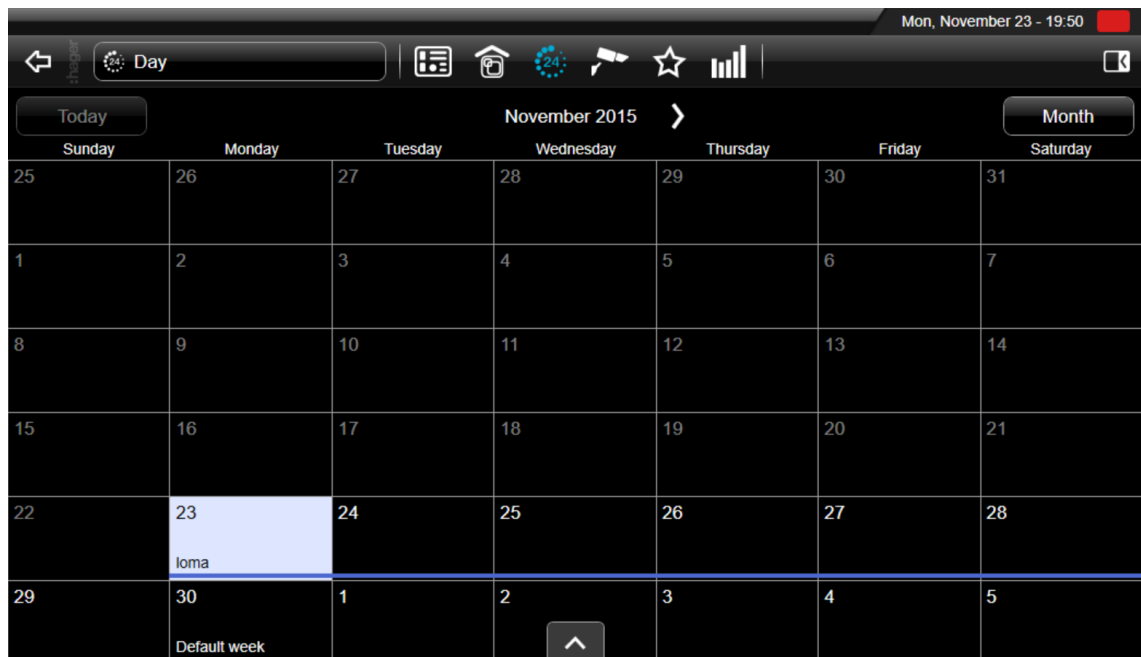 Mon, November 23 - 19:50
:hager
24 Day
24
Today
November 2015
Month
Sunday Monday Tuesday Wednesday Thursday Friday Saturday
25 26 27 28 29 30 31
1 2 3 4 5 6 7
8 9 10 11 12 13 14
15 16 17 18 19 20 21
22 23 24 25 26 27 28
loma
29 30 1 2 3 4 5
Default week